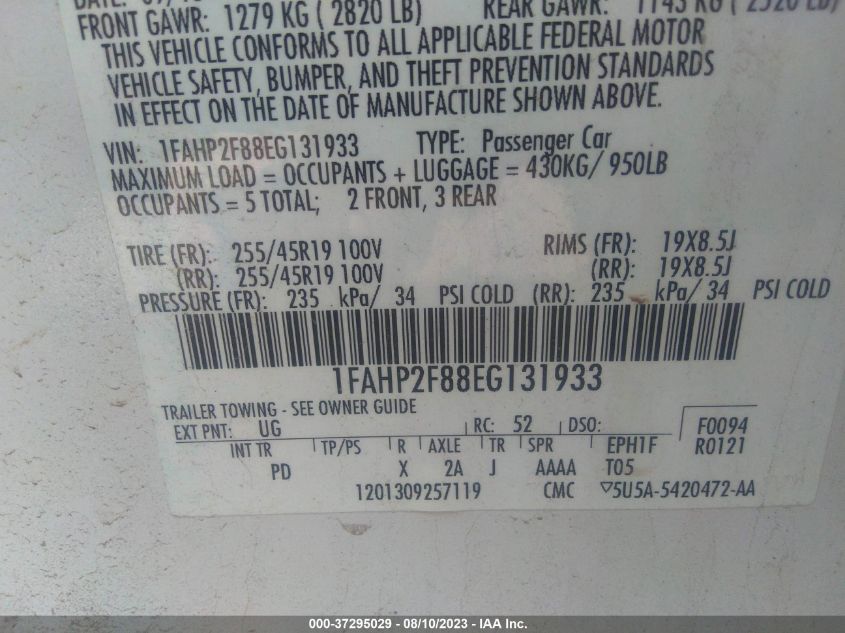 FRONT GAWR: 1279 KG ( 2820 LB) REAR GAWR:
THIS VEHICLE CONFORMS TO ALL APPLICABLE FEDERAL MOTOR
VEHICLE SAFETY, BUMPER, AND THEFT PREVENTION STANDARDS
IN EFFECT ON THE DATE OF MANUFACTURE SHOWN ABOVE.
VIN: 1FAHP2F88EG131933 TYPE: Passenger Car
MAXIMUM LOAD = OCCUPANTS + LUGGAGE = 430KG/ 950LB
OCCUPANTS = 5 TOTAL; 2 FRONT, 3 REAR
TIRE (FR): 255/45R19 100V RIMS (FR): 19X8.5J
(RR): 255/45R19 100V (RR): 19X8.5J
PRESSURE (FR): 235 kPa/ 34 PSI COLD (RR): 235 kPa/ 34 PSI COLD
1FAHP2F88EG131933
TRAILER TOWING - SEE OWNER GUIDE
EXT PNT: UG RC: 52 DSO: F0094
INT TR TP/PS R AXLE TR SPR EPH1F R0121
PD X 2A J AAAA T05
1201309257119 CMC ▽5U5A-5420472-AA
000-37295029 - 08/10/2023 - IAA Inc.